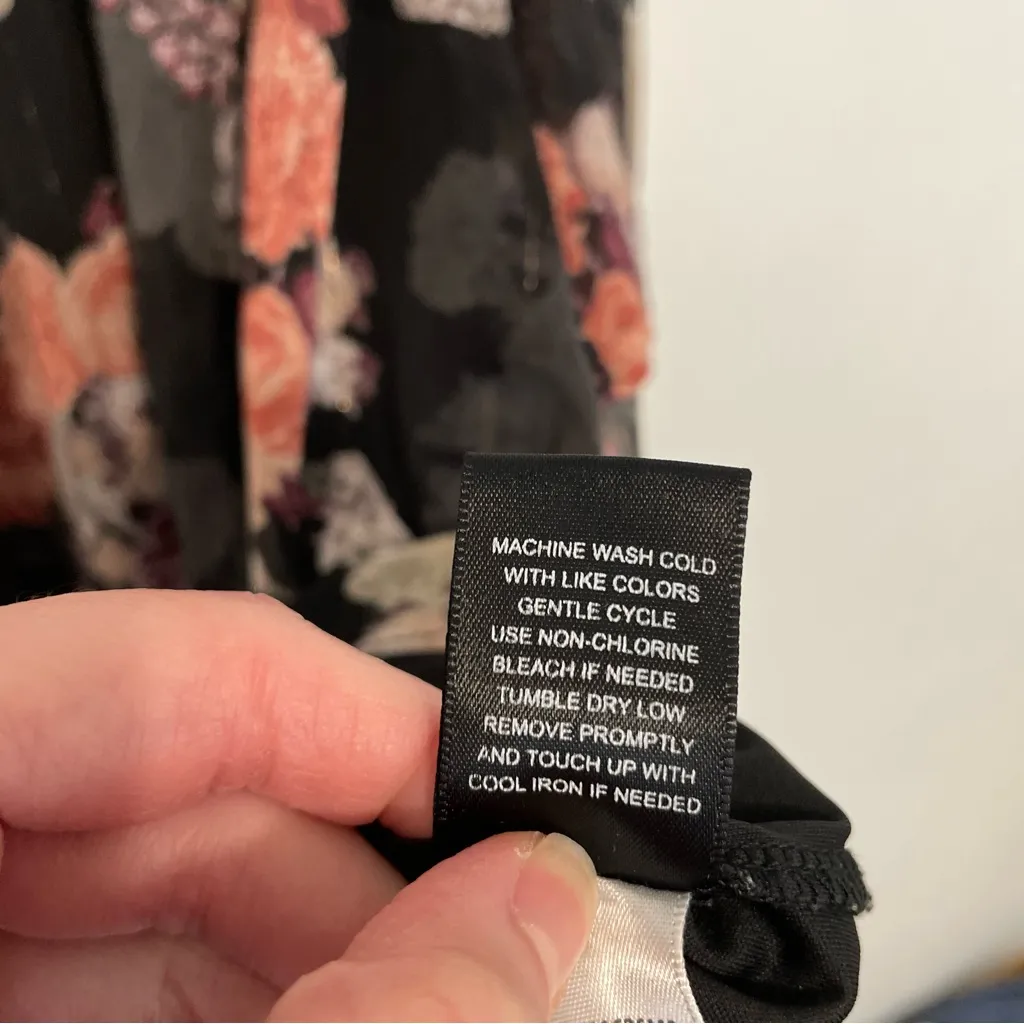 MACHINE WASH COLD
WITH LIKE COLORS
GENTLE CYCLE
USE NON-CHLORINE
BLEACH IF NEEDED
TUMBLE DRY LOW
REMOVE PROMPTLY
AND TOUCH UP WITH
COOL IRON IF NEEDED